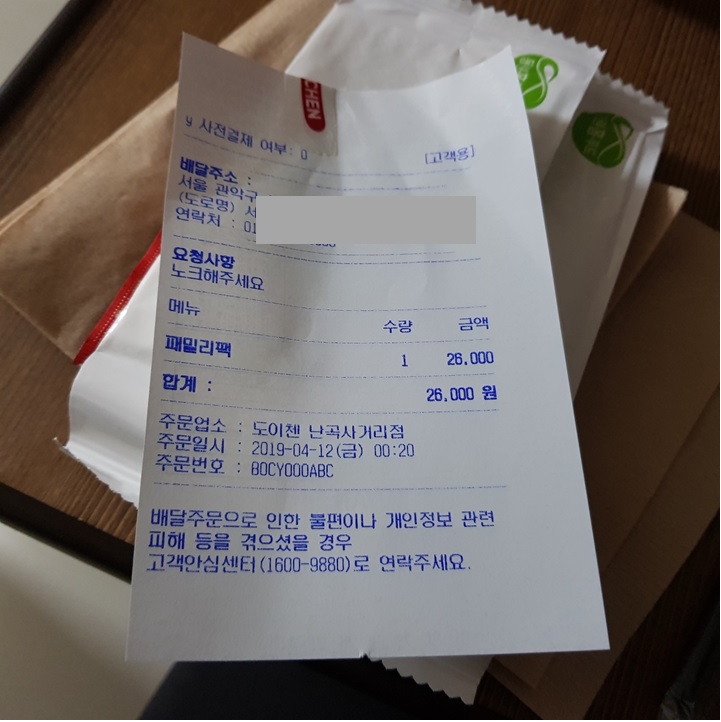 CHEN
y 사전결제 여부: O
[고객용]
배달주소 :
서울 관악구
(도로명) 서
연락처 : 01
요청사항
노크해주세요
메뉴 수량 금액
패밀리팩 1 26,000
합계 : 26,000 원
주문업소 : 도이첸 난곡사거리점
주문일시 : 2019-04-12(금) 00:20
주문번호 : B0CY000ABC
배달주문으로 인한 불편이나 개인정보 관련
피해 등을 겪으셨을 경우
고객안심센터(1600-9880)로 연락주세요.